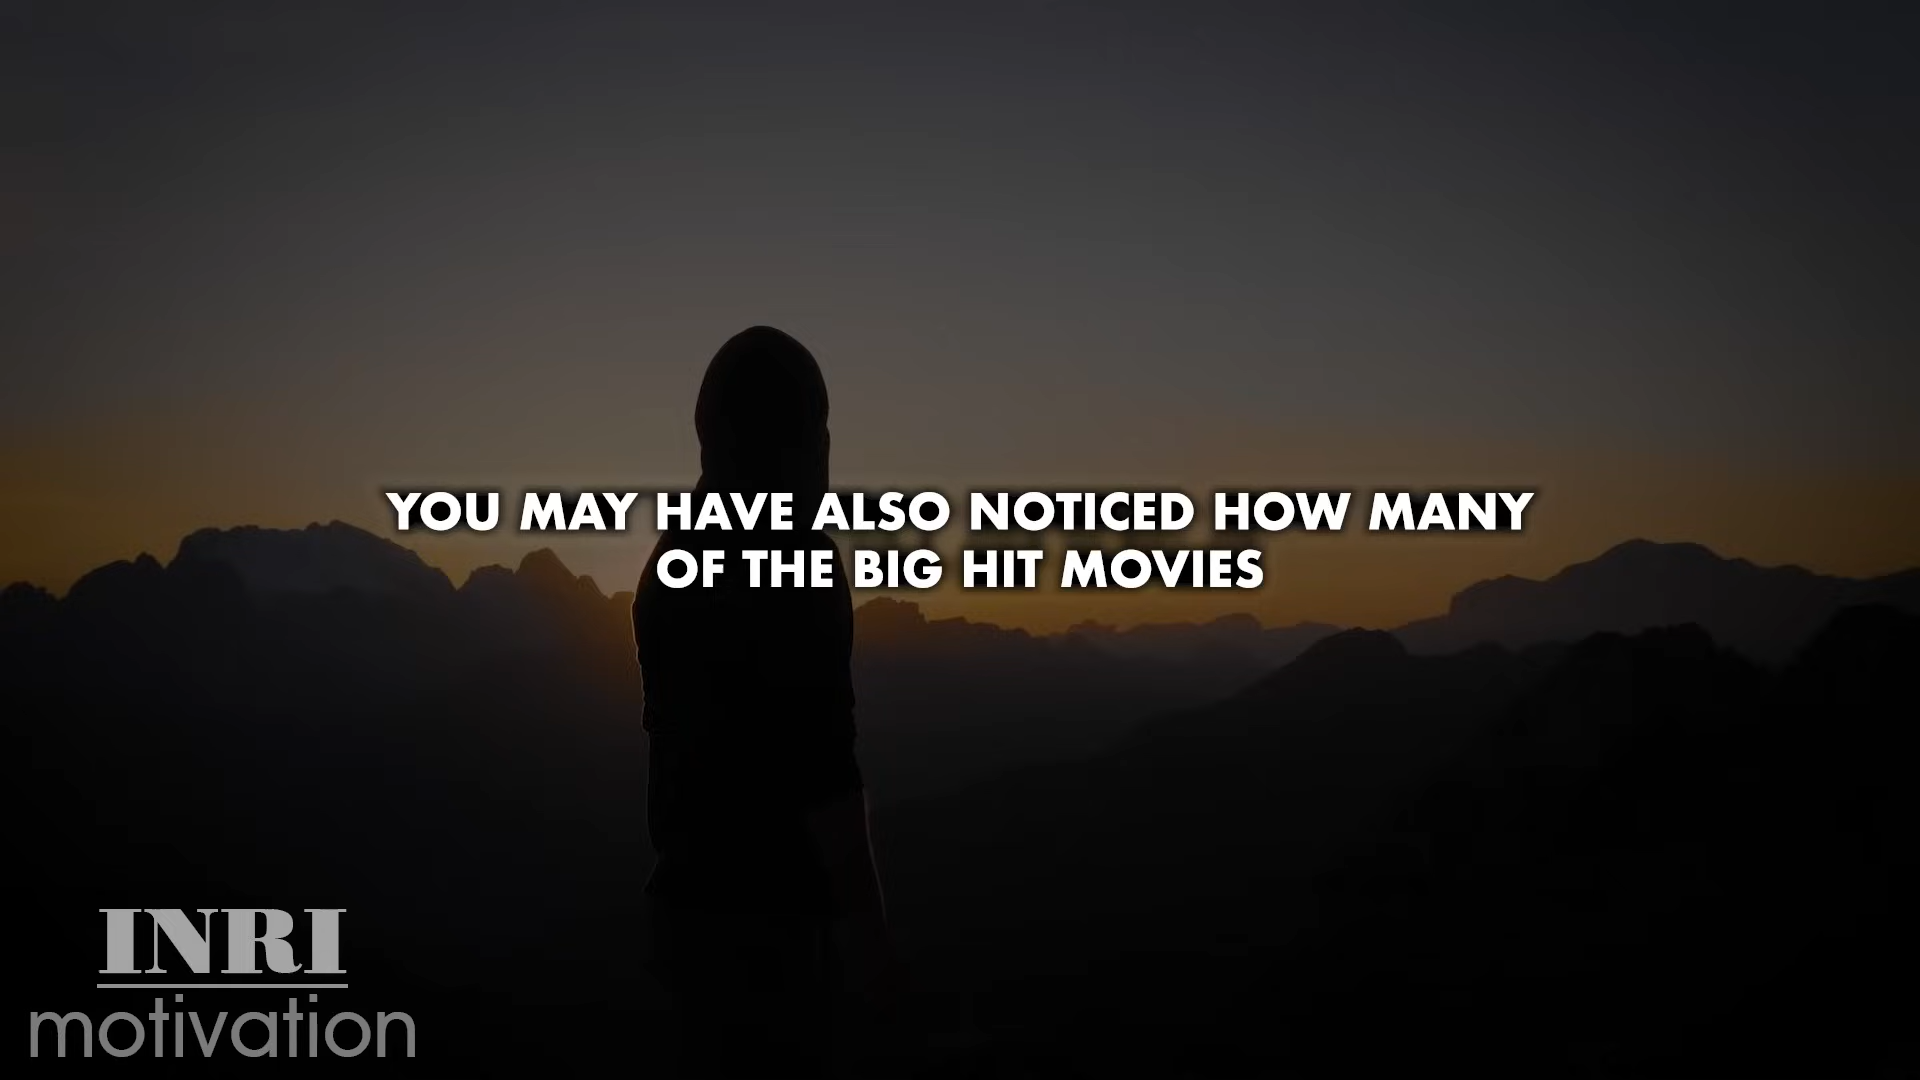 YOU MAY HAVE ALSO NOTICED HOW MANY
OF THE BIG HIT MOVIES
INRI
motivation